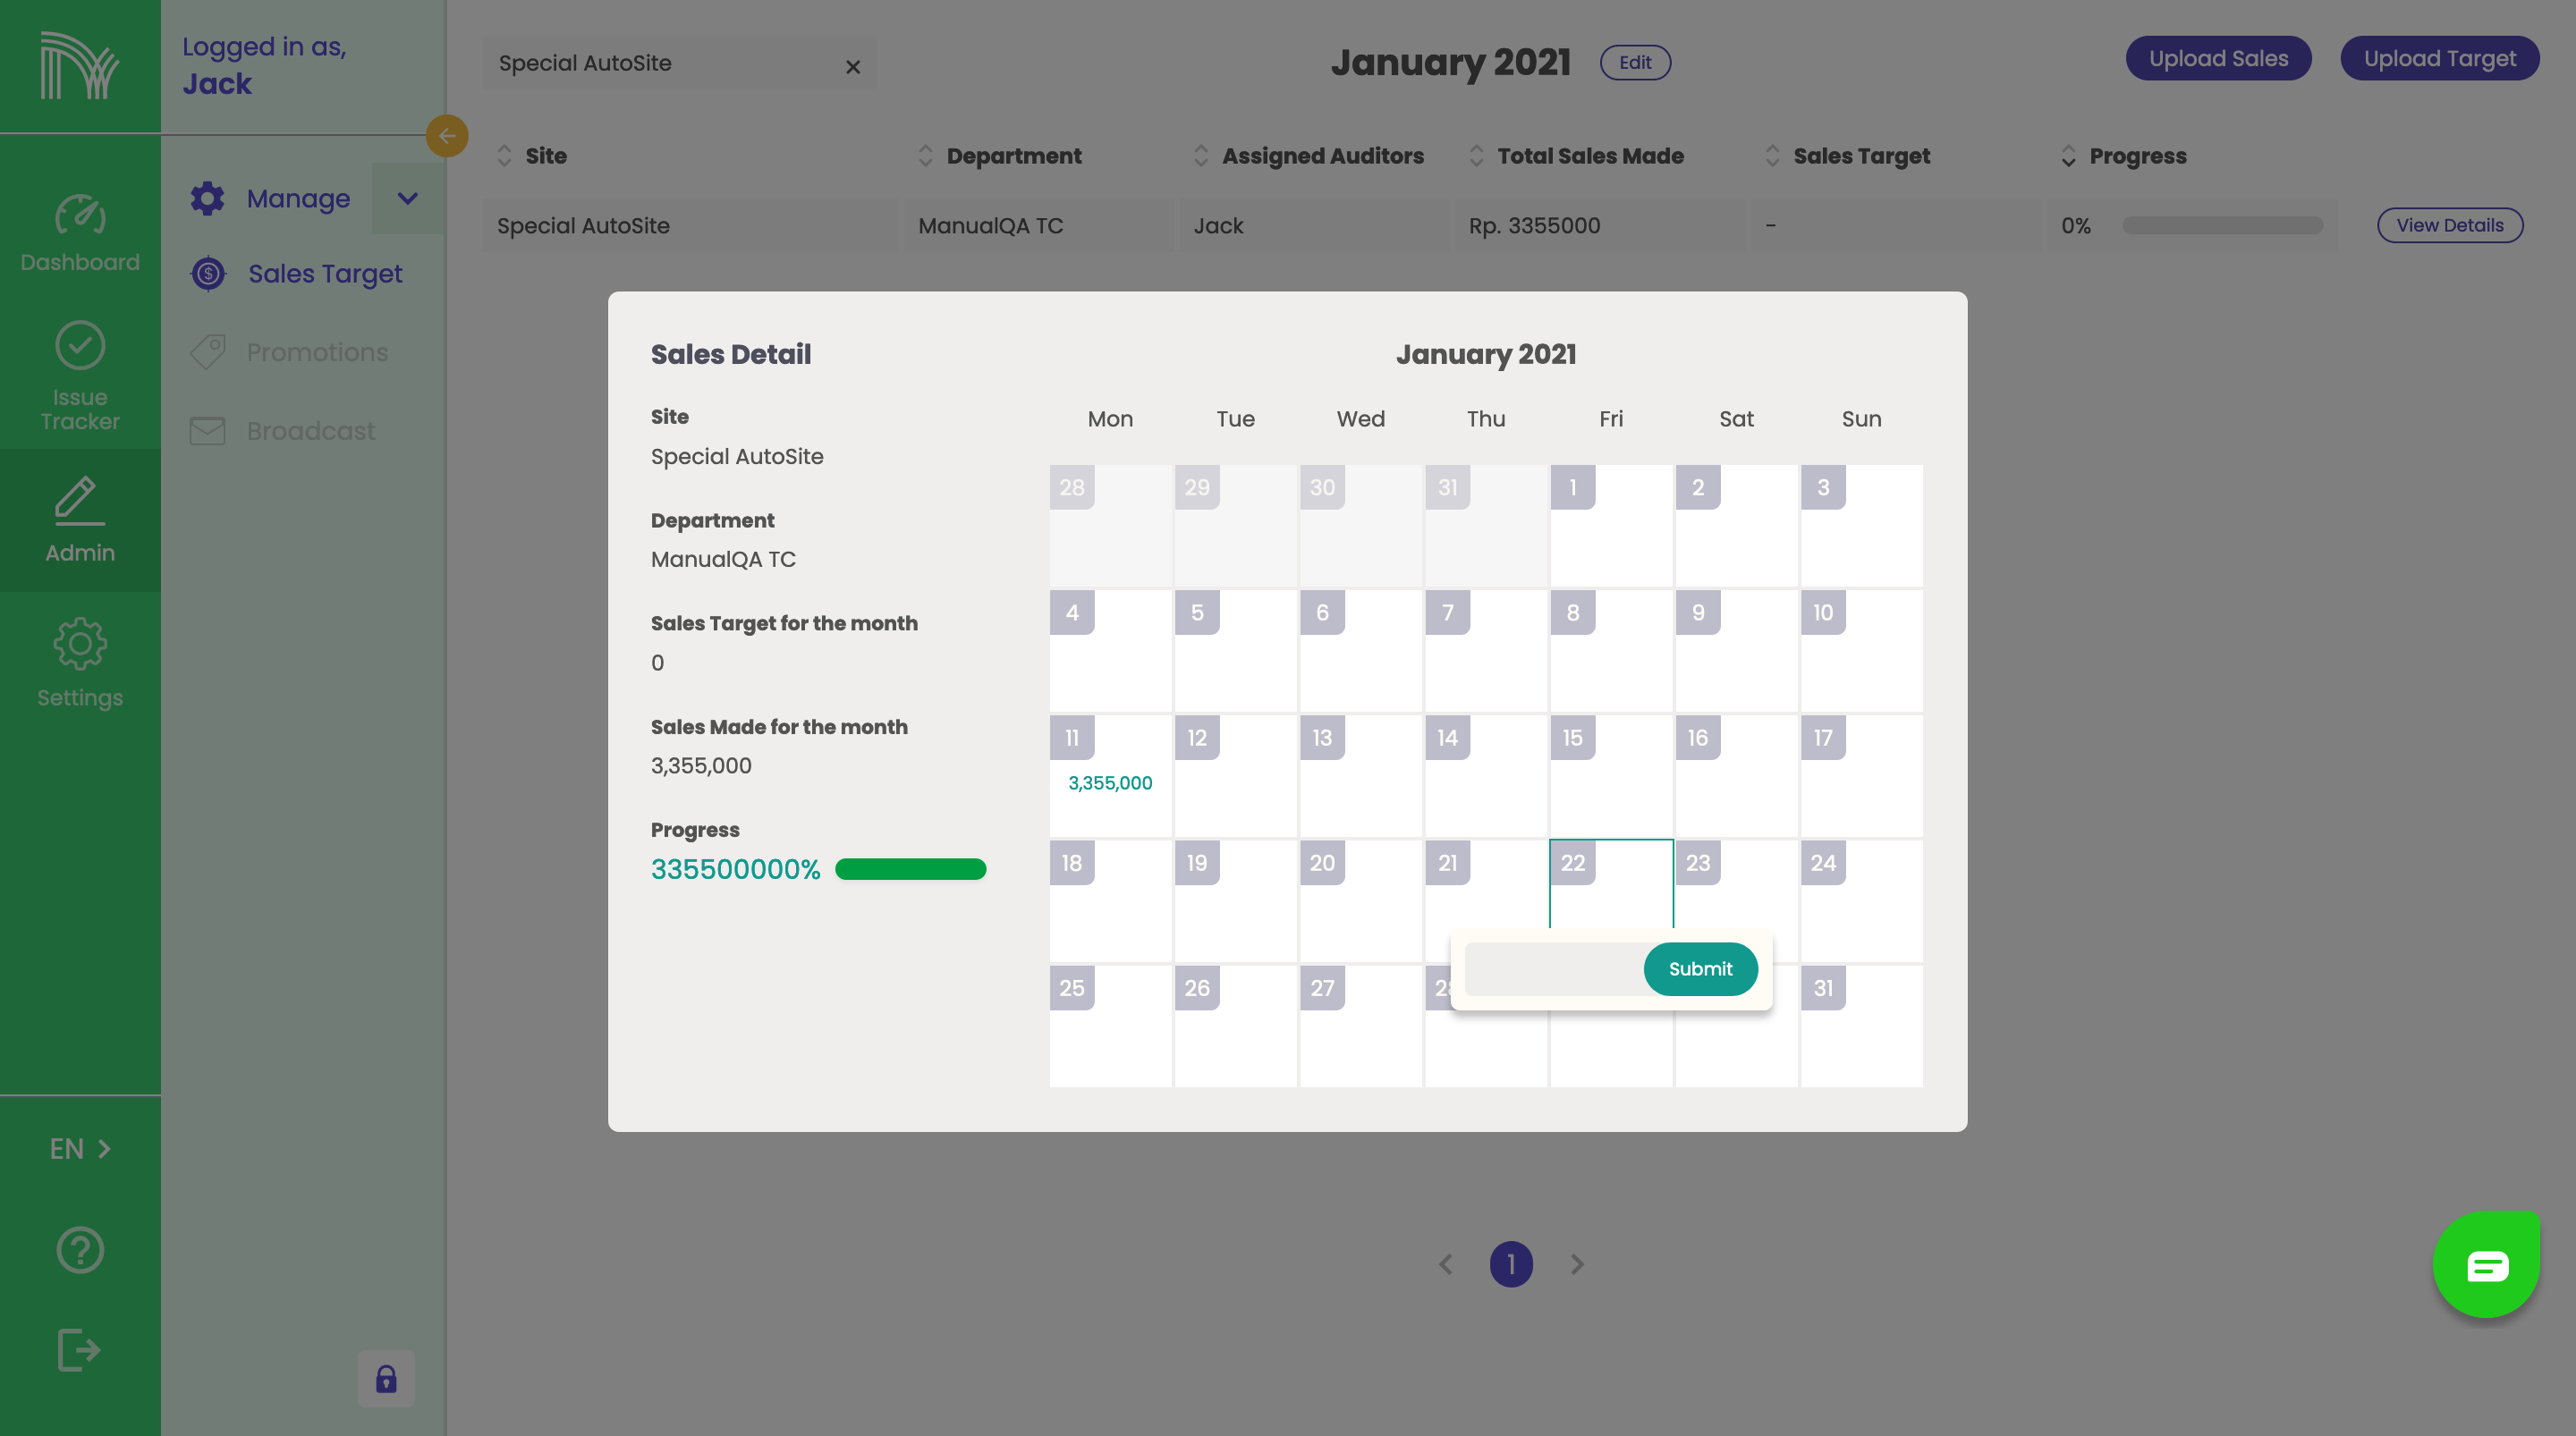 Logged in as,
Jack
Dashboard
Issue
Tracker
Admin
Settings
EN
Manage
Sales Target
Promotions
Broadcast
Special AutoSite
January 2021
Edit
Upload Sales
Upload Target
Site Department Assigned Auditors Total Sales Made Sales Target Progress
Special AutoSite ManualQA TC Jack Rp. 3355000 - 0% View Details
Sales Detail
Site
Special AutoSite
Department
ManualQA TC
Sales Target for the month
0
Sales Made for the month
3,355,000
Progress
335500000%
January 2021
Mon Tue Wed Thu Fri Sat Sun
28 29 30 31 1 2 3
4 5 6 7 8 9 10
11 12 13 14 15 16 17
3,355,000
18 19 20 21 22 23 24
Submit
25 26 27 31
1